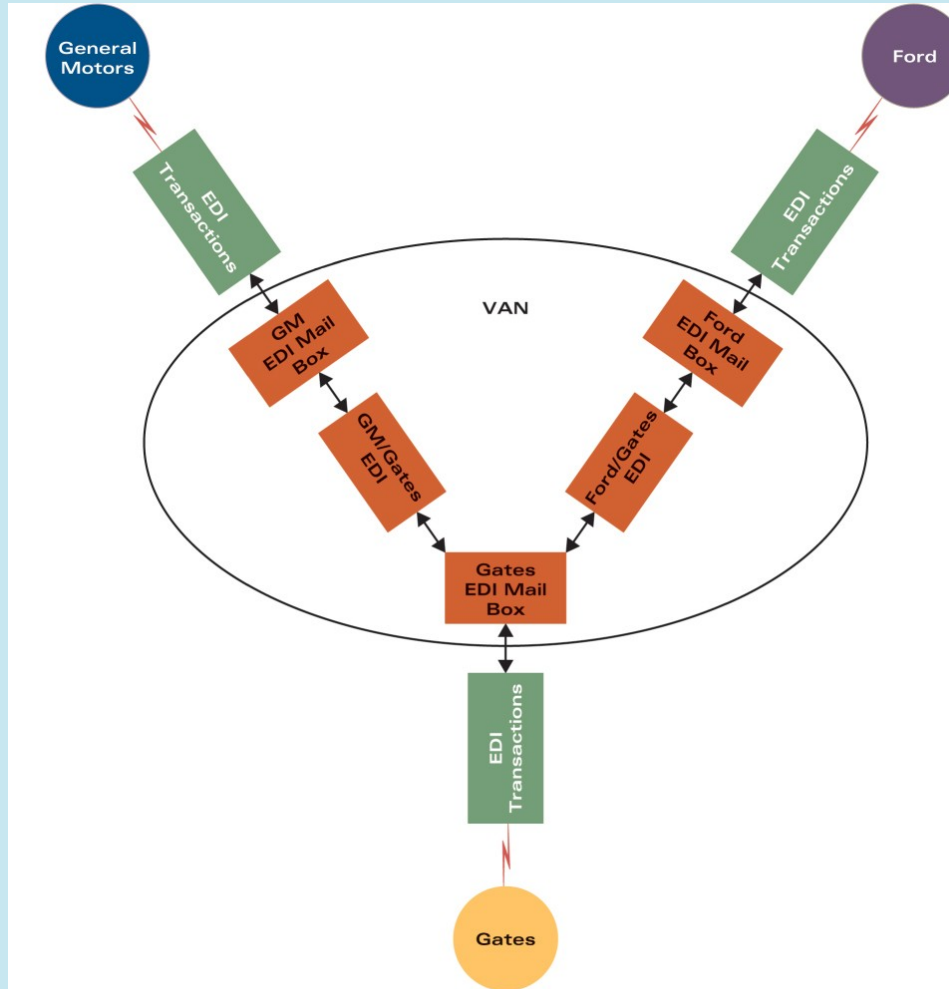 General
Motors
Ford
EDI
Transactions
EDI
Transactions
VAN
GM
EDI Mail
Box
Ford
EDI Mail
Box
GM/Gates
EDI
Ford/Gates
EDI
Gates
EDI Mail
Box
EDI
Transactions
Gates